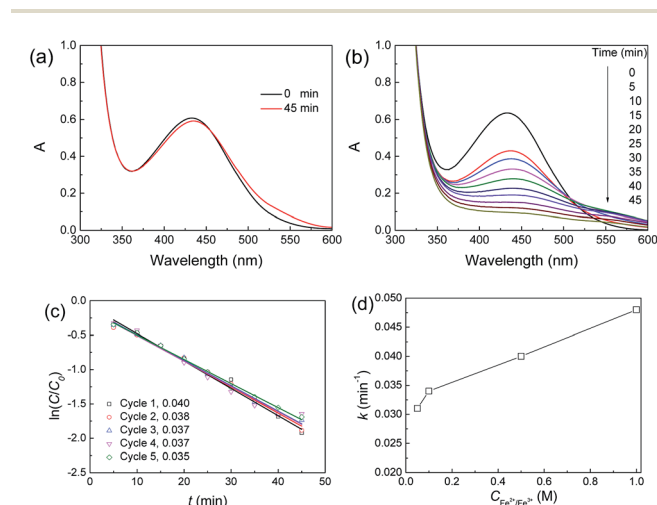 (a)
1.0
0.8
0.6
0.4
0.2
0.0
A
0 min
45 min
300 350 400 450 500 550 600
Wavelength (nm)
(b)
1.0
0.8
0.6
0.4
0.2
0.0
A
Time (min)
0
5
10
15
20
25
30
35
40
45
300 350 400 450 500 550 600
Wavelength (nm)
(c)
0.0
-0.5
-1.0
-1.5
-2.0
-2.5
ln(C/C₀)
Cycle 1, 0.040
Cycle 2, 0.038
Cycle 3, 0.037
Cycle 4, 0.037
Cycle 5, 0.035
0 10 20 30 40 50
t (min)
(d)
0.050
0.045
0.040
0.035
0.030
0.025
0.020
k (min⁻¹)
0.0 0.2 0.4 0.6 0.8 1.0
C Fe²⁺/Fe³⁺ (M)